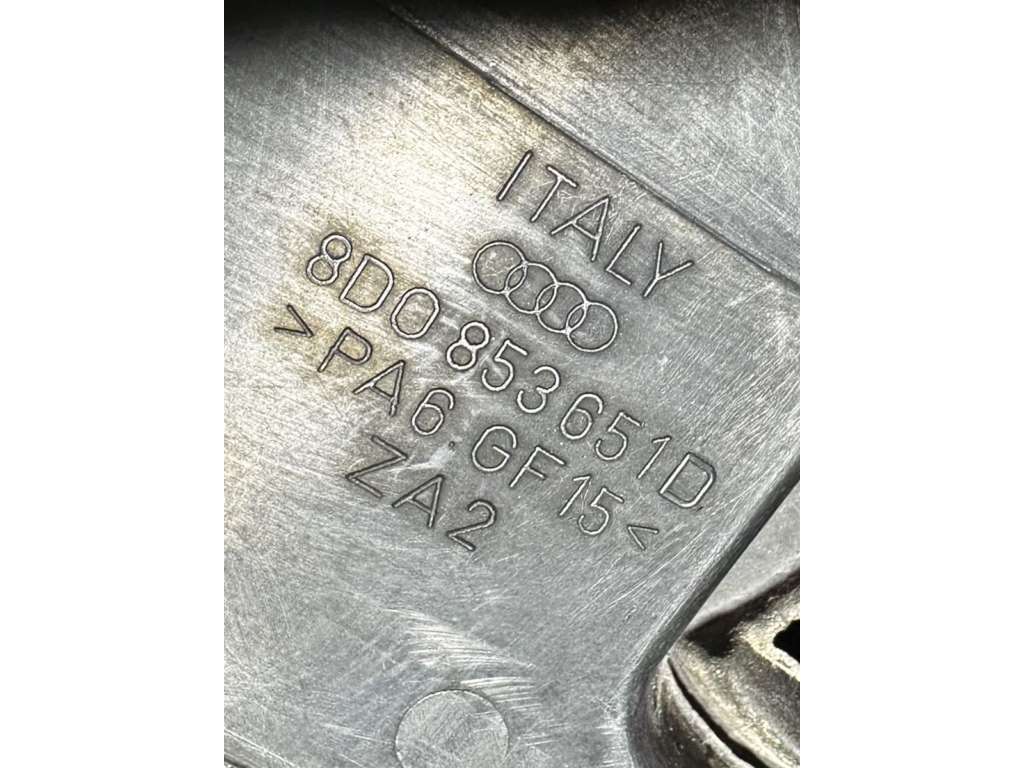 ITALY
8D0 853 651 D
>PA6.GF15<
ZA2